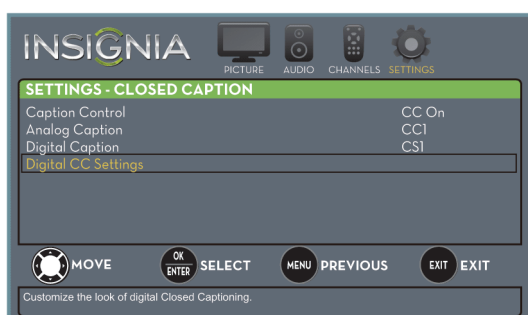 INSIGNIA
PICTURE AUDIO CHANNELS SETTINGS
SETTINGS - CLOSED CAPTION
Caption Control CC On
Analog Caption CC1
Digital Caption CS1
Digital CC Settings
MOVE OK ENTER SELECT MENU PREVIOUS EXIT EXIT
Customize the look of digital Closed Captioning.